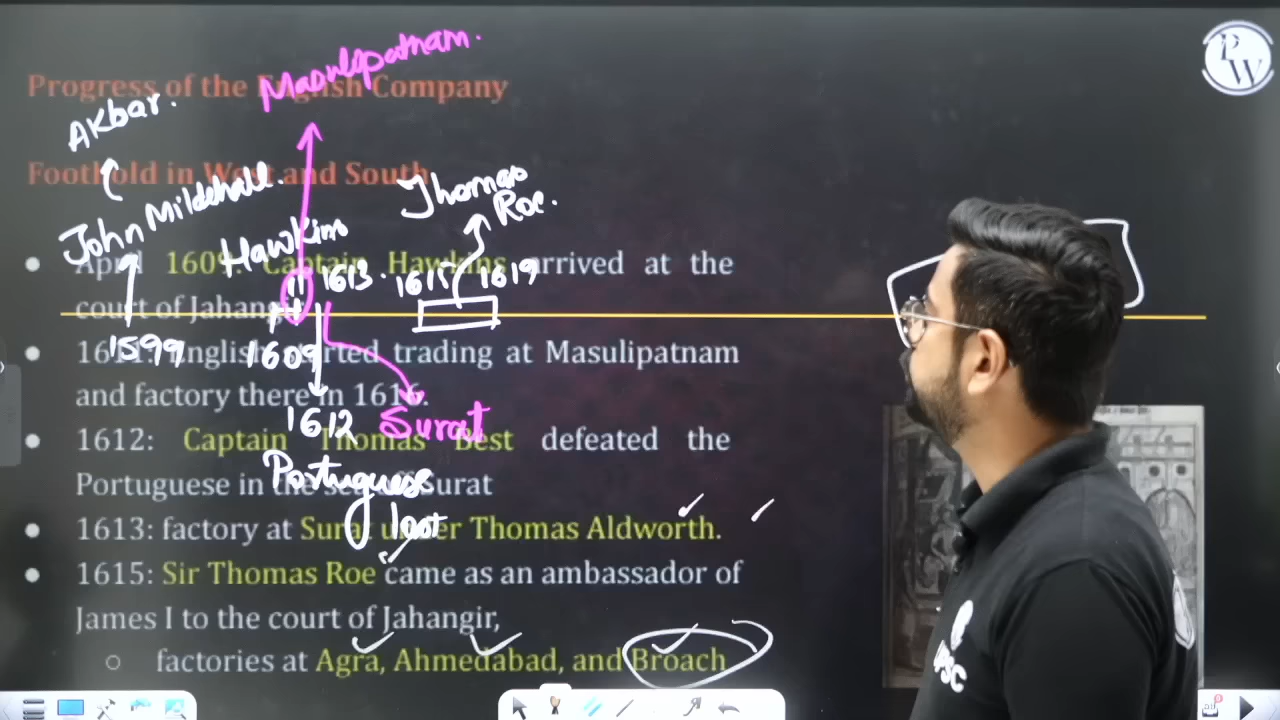 Progress of the English Company
Masulipatnam.
Akbar.
Foothold in West and South
John Mildehall.
Thomas
Roe.
Hawkins
April 1609 Captain Hawkins arrived at the
11 1613. 1615 1619
court of Jahangir
1599
1609
1611: English started trading at Masulipatnam
and factory there in 1616.
1612
Surat
1612: Captain Thomas Best defeated the
Portuguese
Portuguese in the sea off Surat
lost
1613: factory at Surat under Thomas Aldworth.
1615: Sir Thomas Roe came as an ambassador of
James I to the court of Jahangir,
factories at Agra, Ahmedabad, and Broach
PW
UPSC